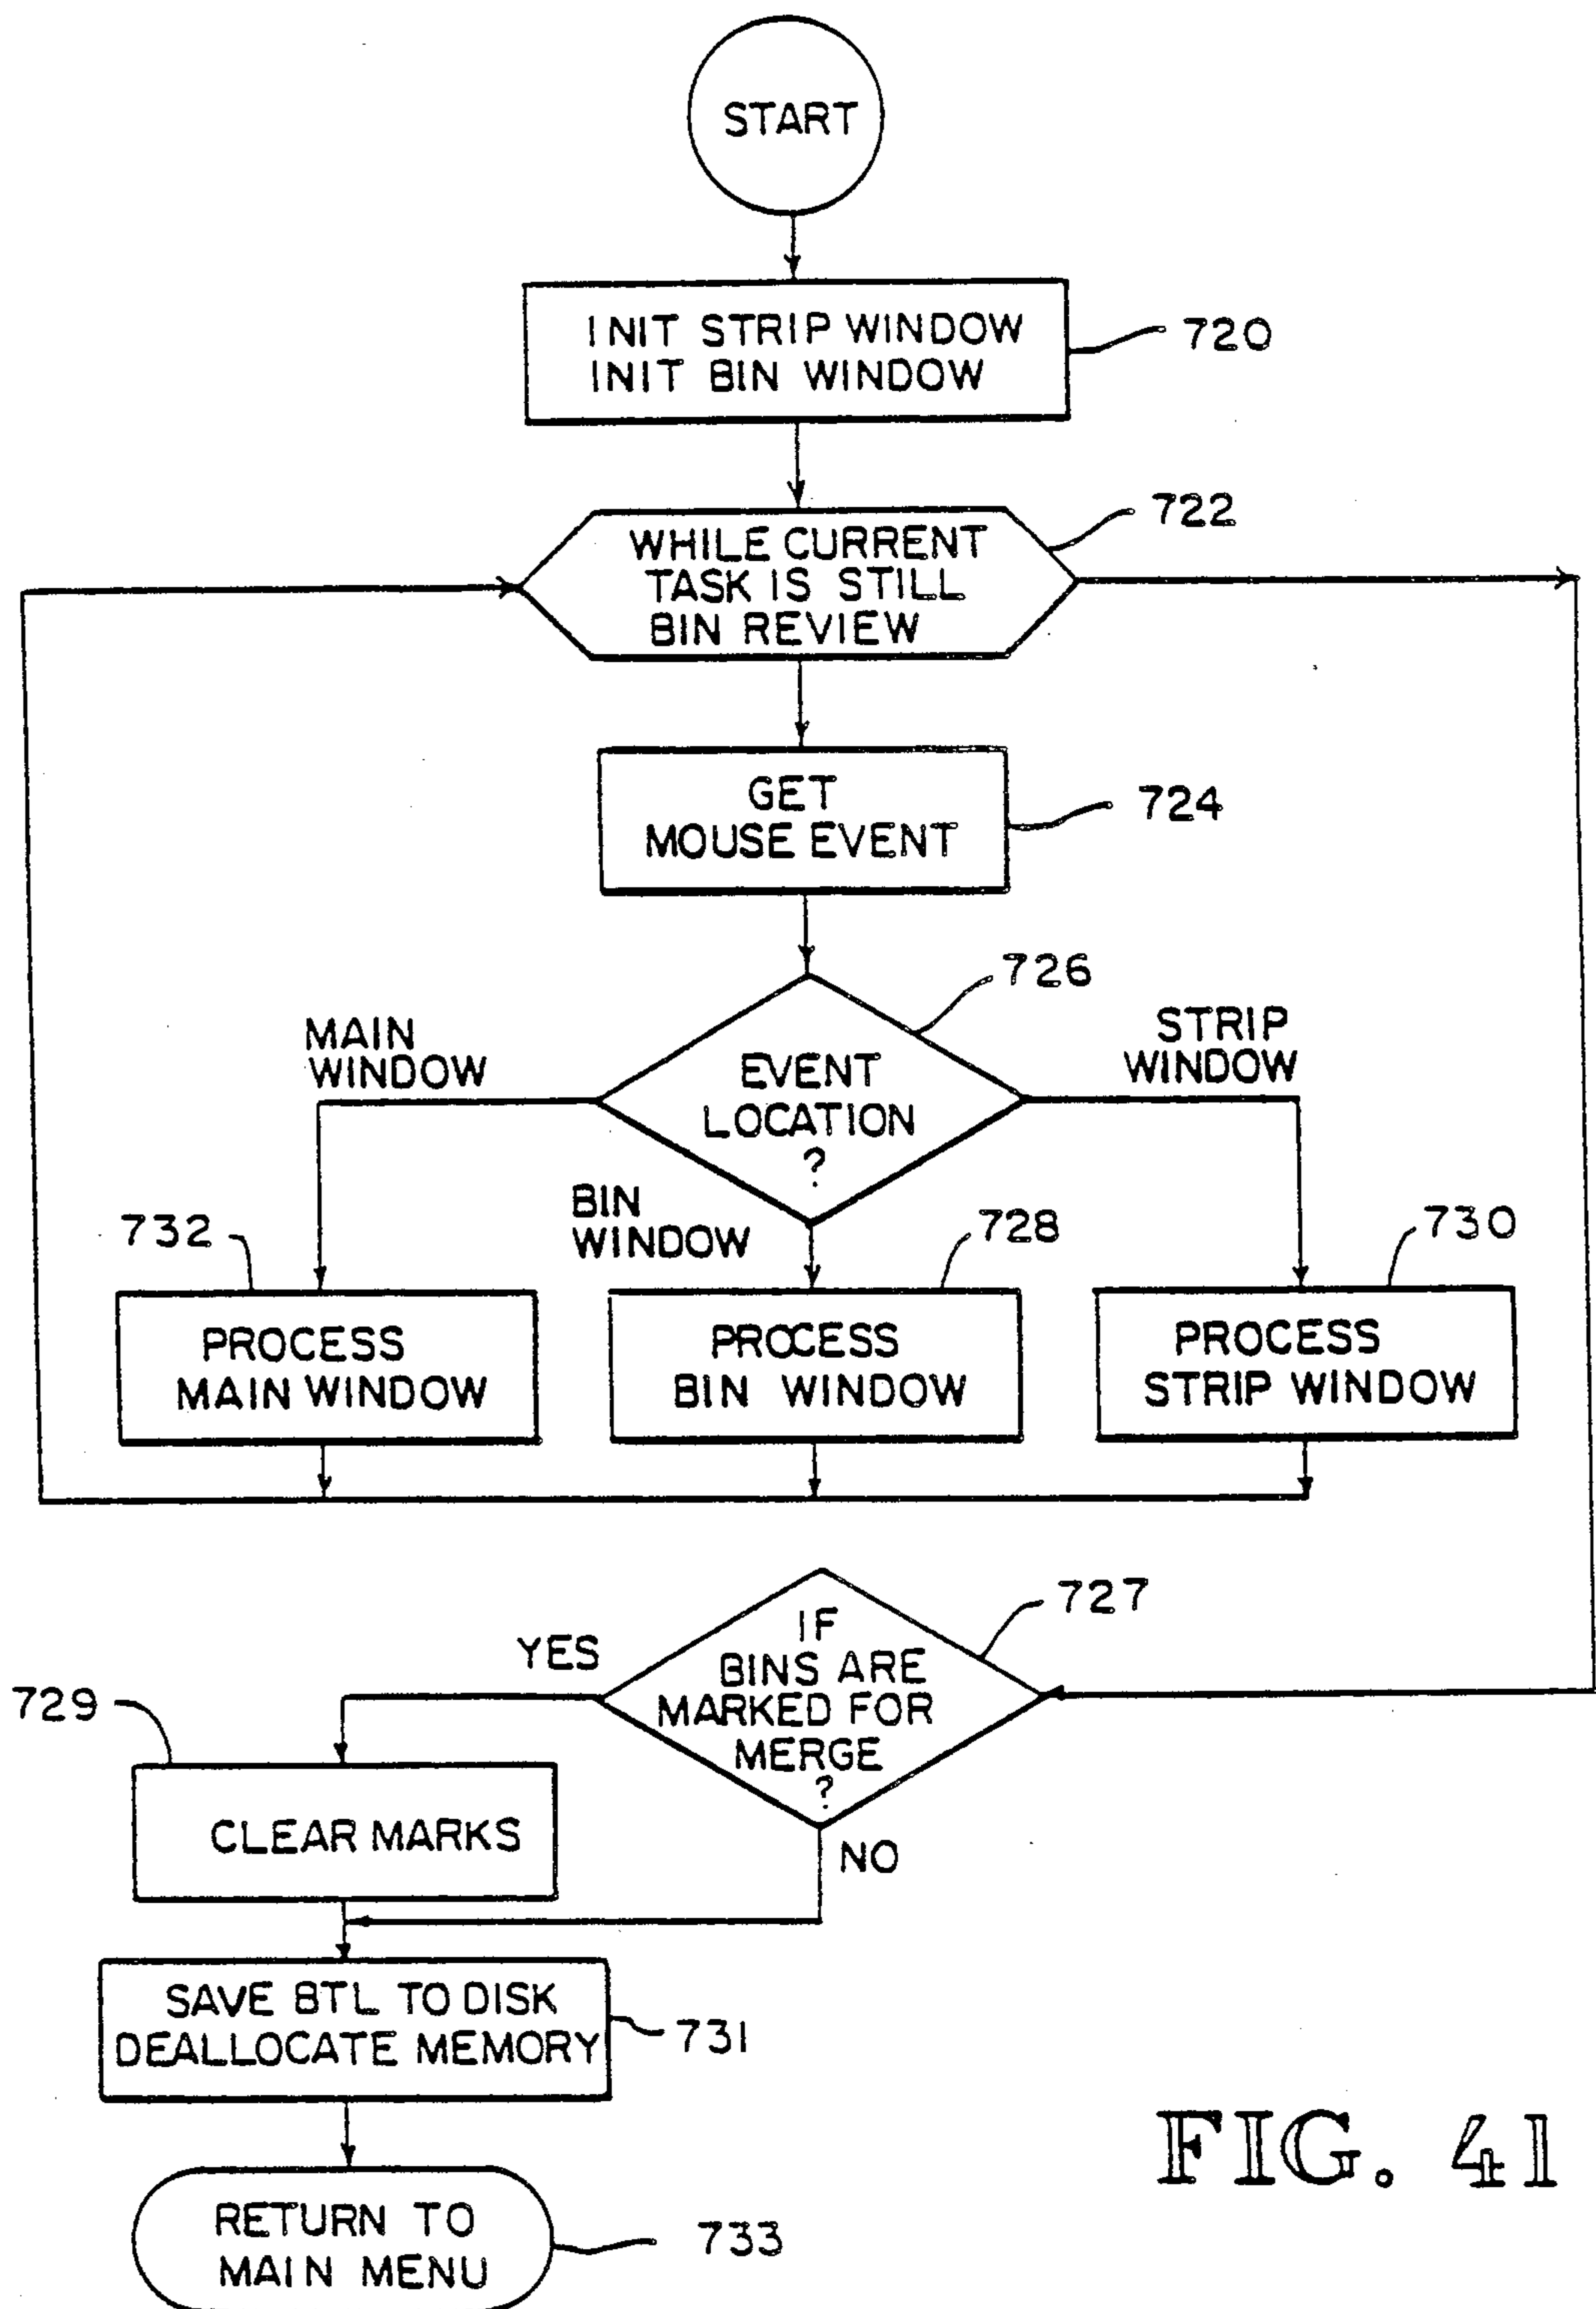 START
INIT STRIP WINDOW
INIT BIN WINDOW
720
WHILE CURRENT
TASK IS STILL
BIN REVIEW
722
GET
MOUSE EVENT
724
726
MAIN
WINDOW
EVENT
LOCATION
?
STRIP
WINDOW
BIN
WINDOW
732
728
730
PROCESS
MAIN WINDOW
PROCESS
BIN WINDOW
PROCESS
STRIP WINDOW
727
IF
BINS ARE
MARKED FOR
MERGE
?
YES
NO
729
CLEAR MARKS
SAVE BTL TO DISK
DEALLOCATE MEMORY
731
RETURN TO
MAIN MENU
733
FIG. 41